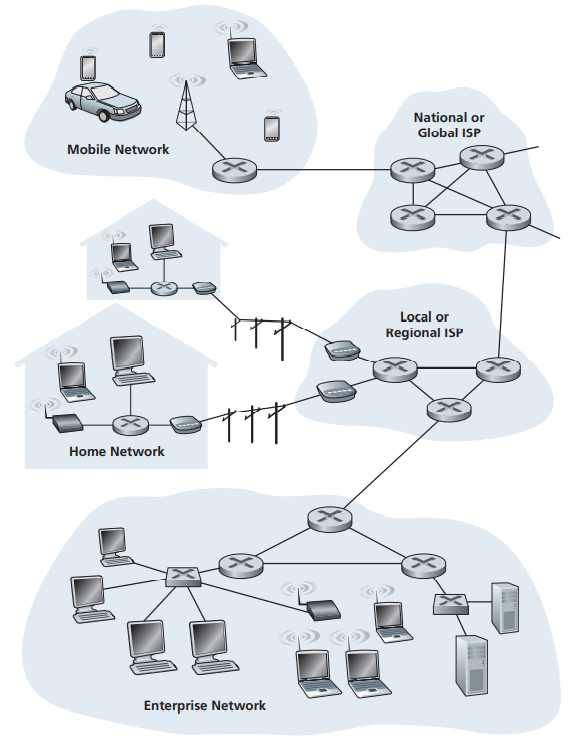 National or
Global ISP
Mobile Network
Local or
Regional ISP
Home Network
Enterprise Network